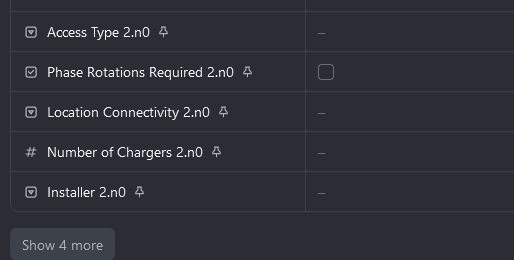 Access Type 2.n0
–
Phase Rotations Required 2.n0
Location Connectivity 2.n0
–
# Number of Chargers 2.n0
–
Installer 2.n0
–
Show 4 more